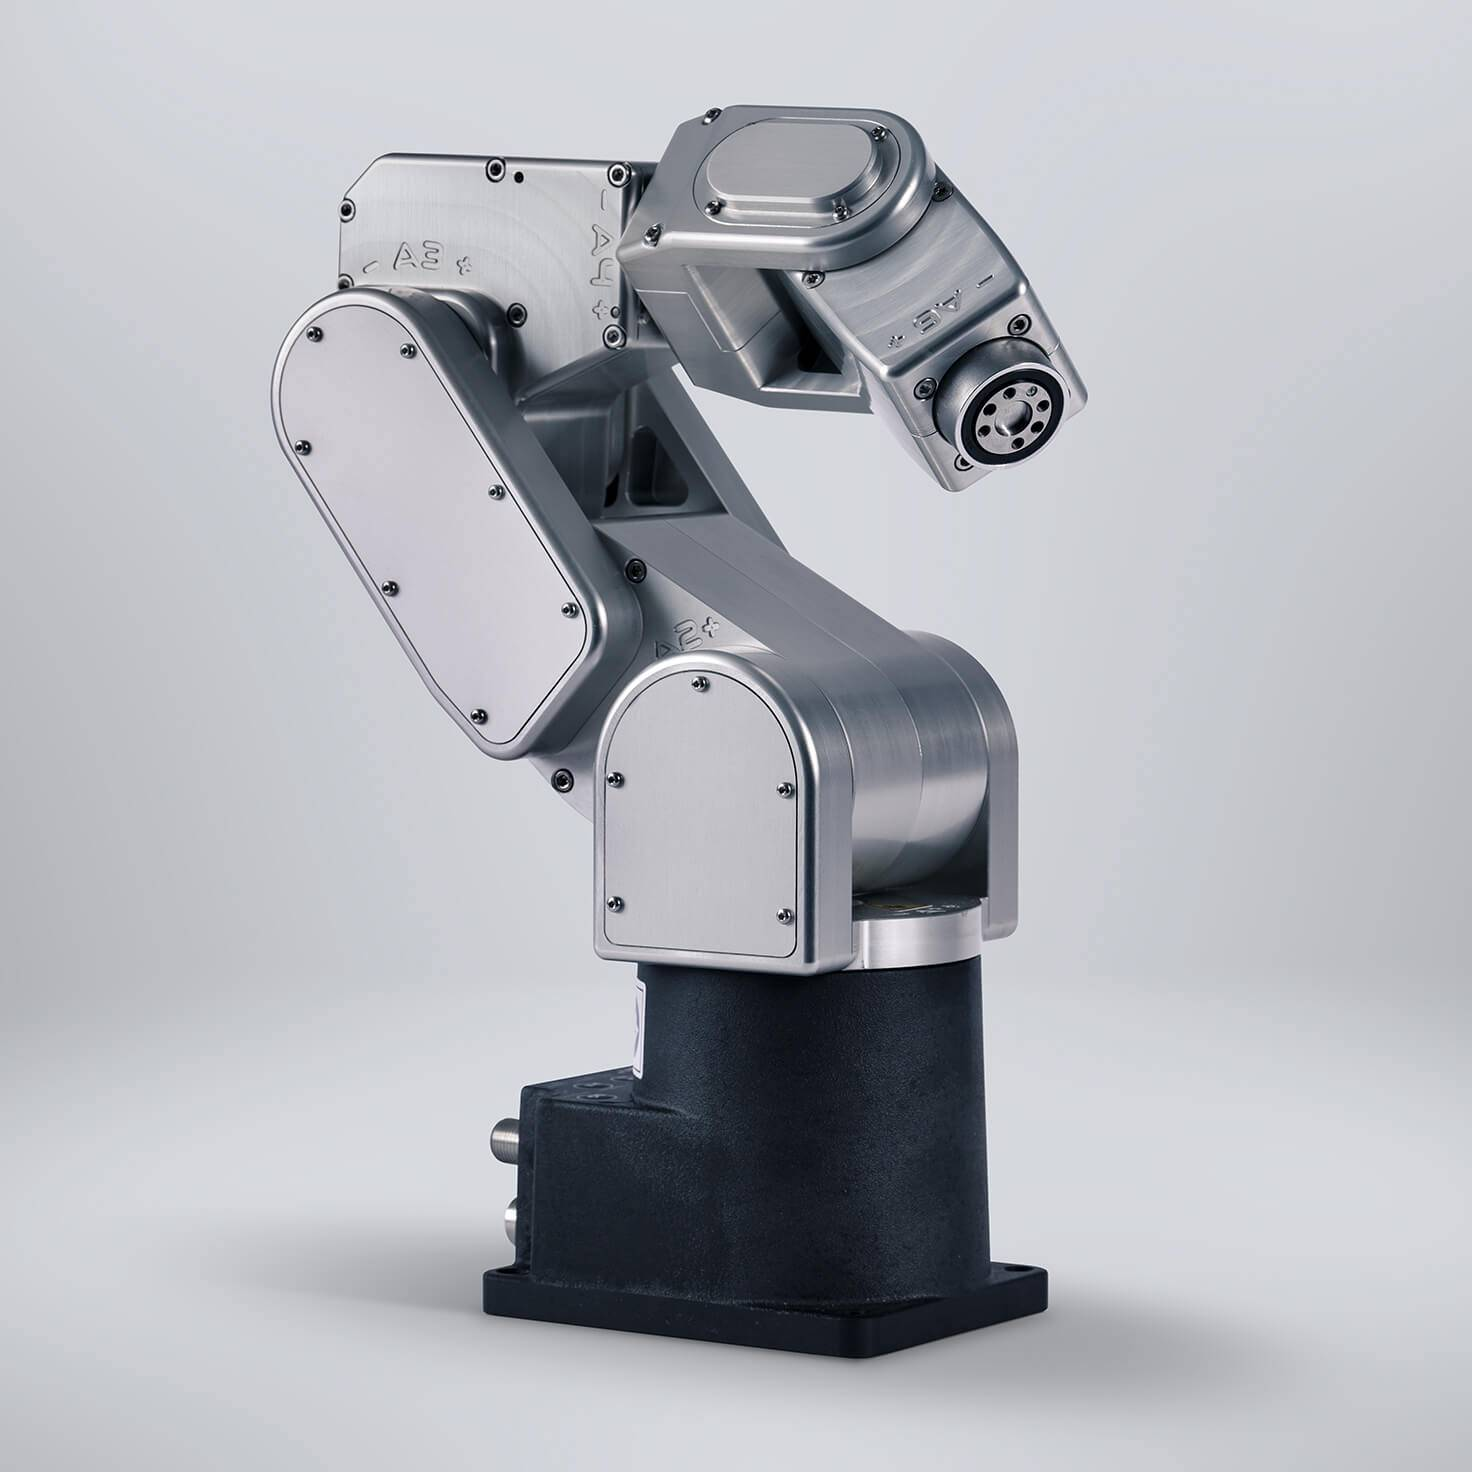 - A3 +
- A4 +
- A6 +
A2+